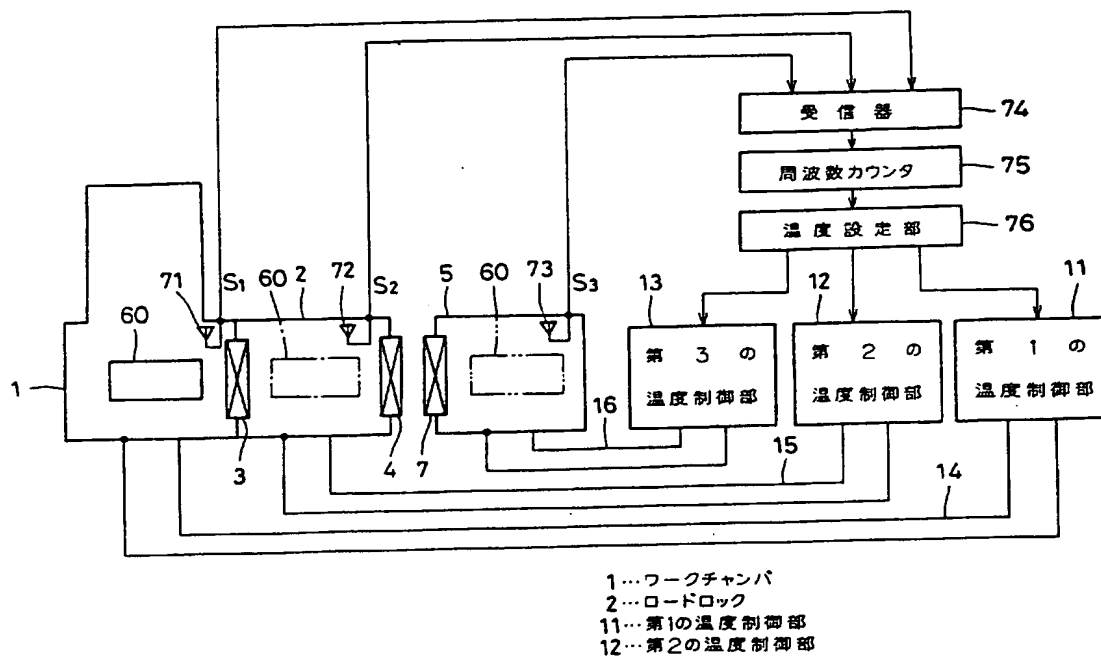 受信器
74
周波数カウンタ
75
温度設定部
76
71
S1
2
60
72
S2
5
60
73
S3
13
12
11
60
1
第3の
温度制御部
第2の
温度制御部
第1の
温度制御部
3
4
7
16
15
14
1…ワークチャンバ
2…ロードロック
11…第1の温度制御部
12…第2の温度制御部